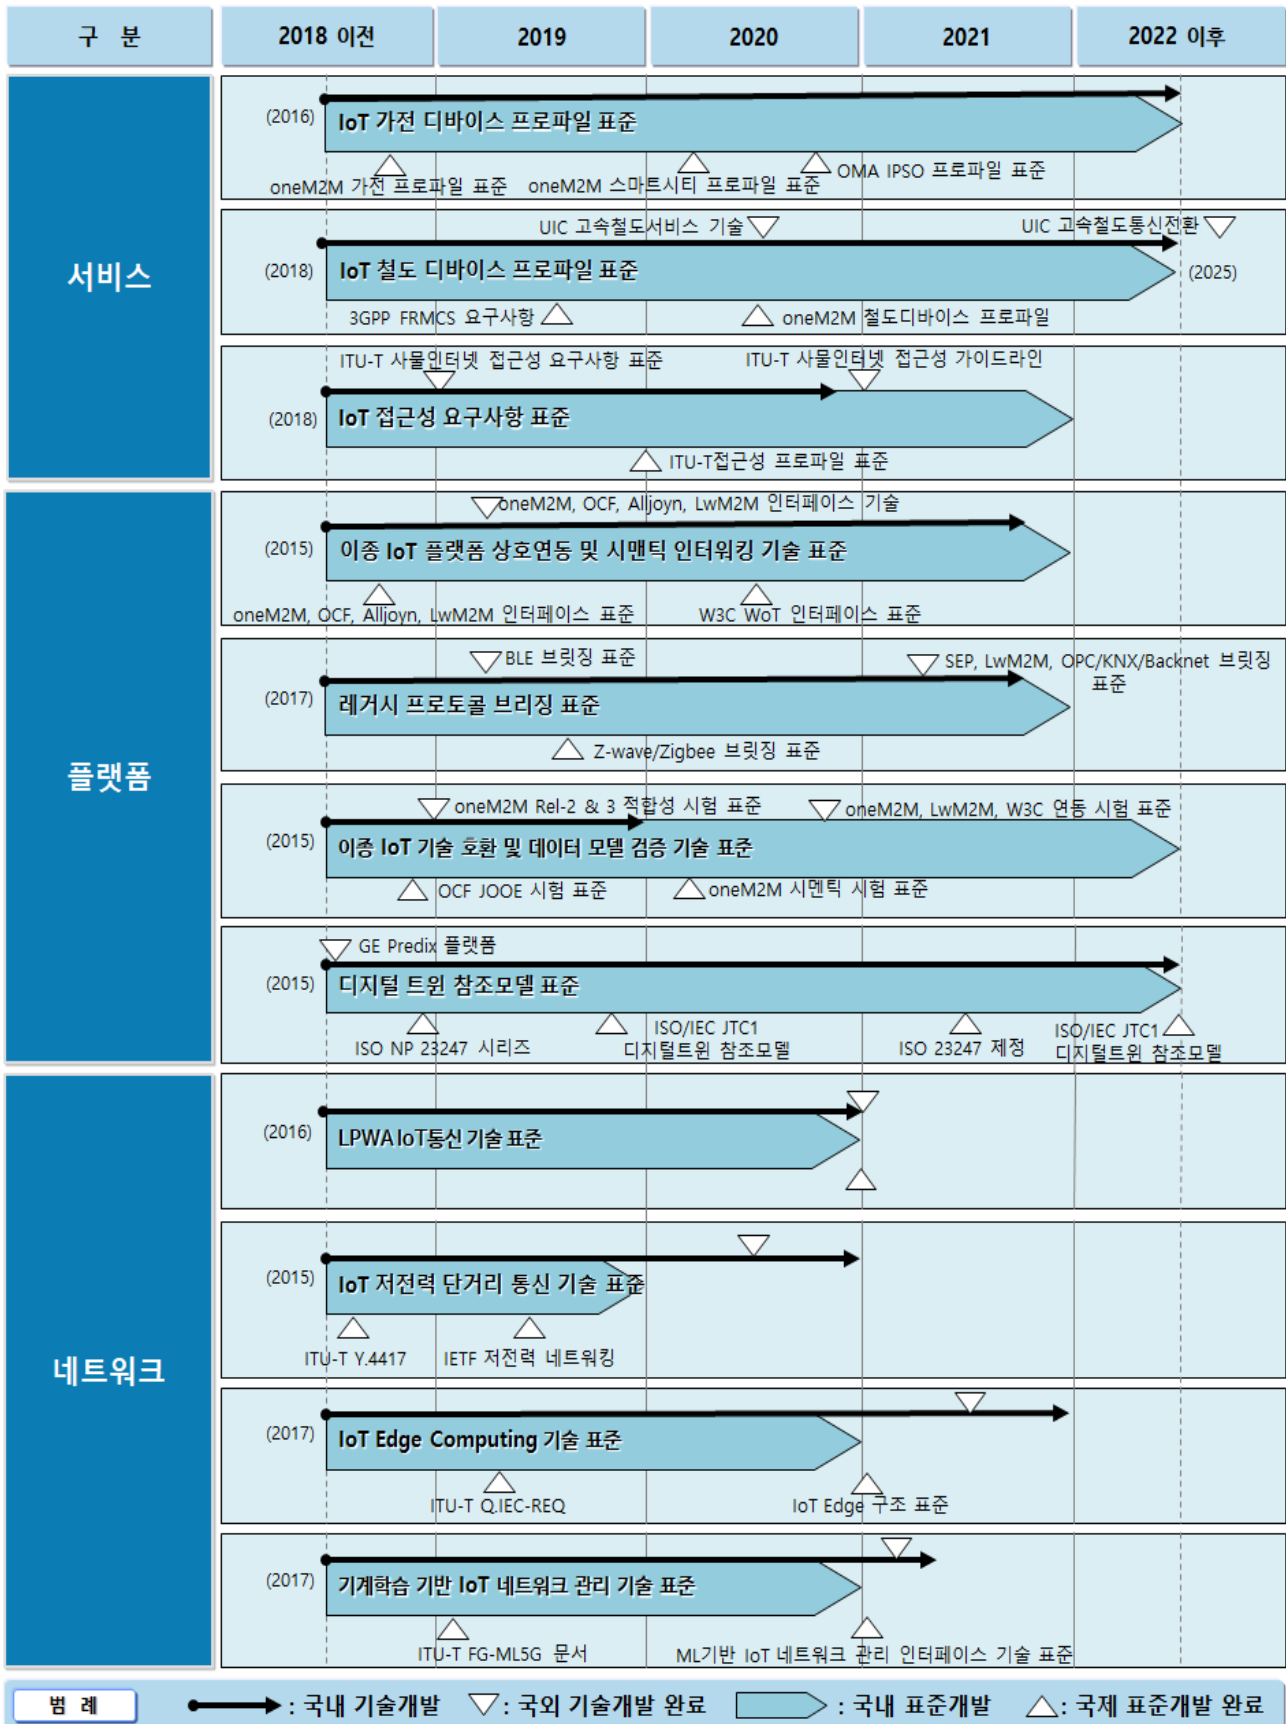 구 분
2018 이전
2019
2020
2021
2022 이후
서비스
(2016)
IoT 가전 디바이스 프로파일 표준
oneM2M 가전 프로파일 표준
oneM2M 스마트시티 프로파일 표준
OMA IPSO 프로파일 표준
UIC 고속철도서비스 기술
UIC 고속철도통신전환
(2018)
IoT 철도 디바이스 프로파일 표준
(2025)
3GPP FRMCS 요구사항
oneM2M 철도디바이스 프로파일
ITU-T 사물인터넷 접근성 요구사항 표준
ITU-T 사물인터넷 접근성 가이드라인
(2018)
IoT 접근성 요구사항 표준
ITU-T접근성 프로파일 표준
플랫폼
oneM2M, OCF, Alljoyn, LwM2M 인터페이스 기술
(2015)
이종 IoT 플랫폼 상호연동 및 시맨틱 인터워킹 기술 표준
oneM2M, OCF, Alljoyn, LwM2M 인터페이스 표준
W3C WoT 인터페이스 표준
BLE 브릿징 표준
SEP, LwM2M, OPC/KNX/Backnet 브릿징
표준
(2017)
레거시 프로토콜 브리징 표준
Z-wave/Zigbee 브릿징 표준
oneM2M Rel-2 & 3 적합성 시험 표준
oneM2M, LwM2M, W3C 연동 시험 표준
(2015)
이종 IoT 기술 호환 및 데이터 모델 검증 기술 표준
OCF JOOE 시험 표준
oneM2M 시멘틱 시험 표준
GE Predix 플랫폼
(2015)
디지털 트윈 참조모델 표준
ISO NP 23247 시리즈
ISO/IEC JTC1
디지털트윈 참조모델
ISO 23247 제정
ISO/IEC JTC1
디지털트윈 참조모델
네트워크
(2016)
LPWA IoT통신 기술 표준
(2015)
IoT 저전력 단거리 통신 기술 표준
ITU-T Y.4417
IETF 저전력 네트워킹
(2017)
IoT Edge Computing 기술 표준
ITU-T Q.IEC-REQ
IoT Edge 구조 표준
(2017)
기계학습 기반 IoT 네트워크 관리 기술 표준
ITU-T FG-ML5G 문서
ML기반 IoT 네트워크 관리 인터페이스 기술 표준
범 례
: 국내 기술개발
: 국외 기술개발 완료
: 국내 표준개발
: 국제 표준개발 완료